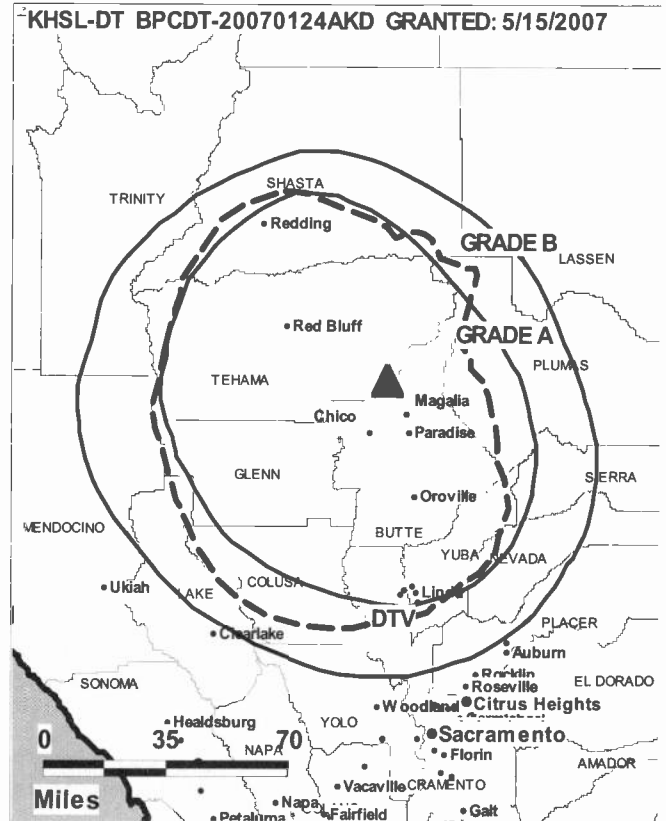 KHSL-DT BPCDT-20070124AKD GRANTED: 5/15/2007
SHASTA
TRINITY
Redding
GRADE B
LASSEN
Red Bluff
GRADE A
PLUMAS
TEHAMA
Magalia
Chico
Paradise
GLENN
SIERRA
Oroville
MENDOCINO
BUTTE
YUBA
NEVADA
Ukiah
LAKE
COLUSA
DTV
PLACER
Clearlake
Auburn
Rocklin
EL DORADO
SONOMA
Roseville
Woodland
Citrus Heights
Healdsburg
YOLO
Sacramento
0 35 70
NAPA
Florin
AMADOR
Vacaville
Miles
Napa
Fairfield
Galt
Petaluma